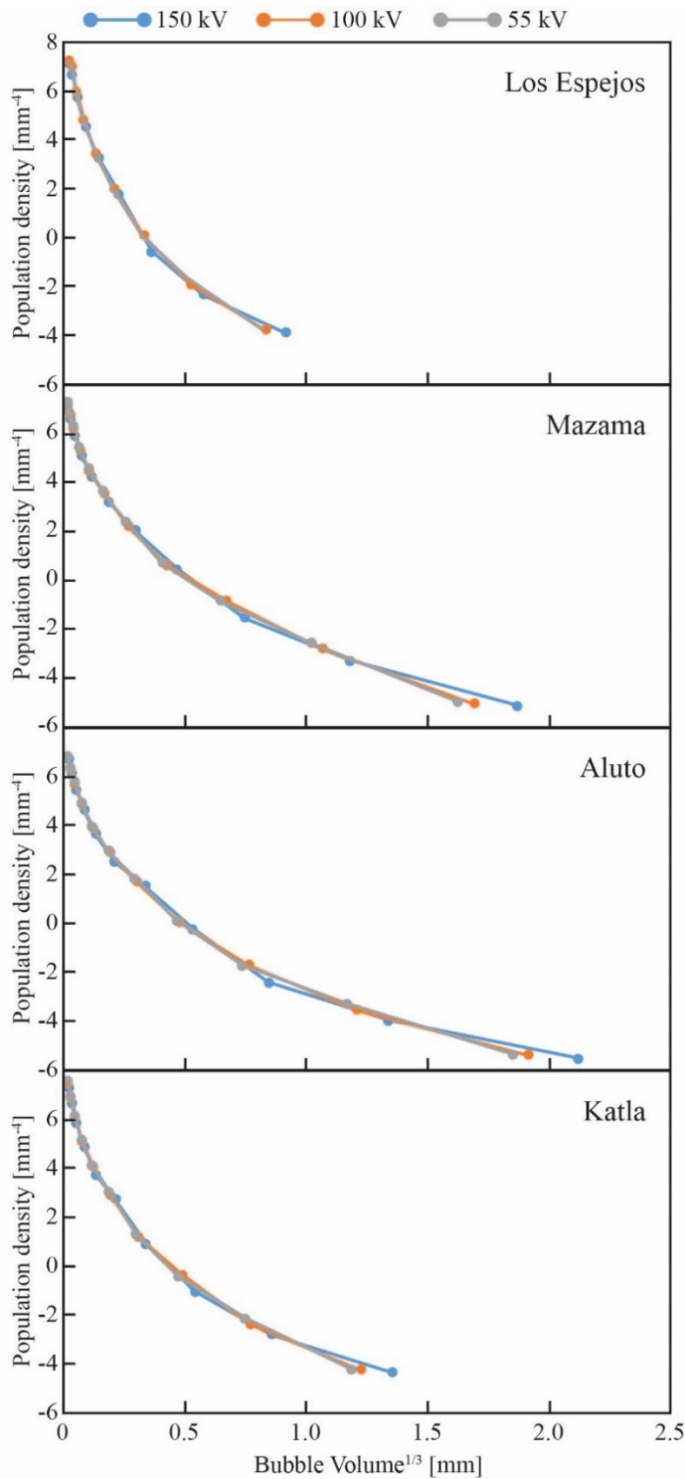 150 kV 100 kV 55 kV
8
6
4
2
0
-2
-4
-6
Population density [mm⁻⁴]
Los Espejos
6
4
2
0
-2
-4
-6
Population density [mm⁻⁴]
Mazama
6
4
2
0
-2
-4
-6
Population density [mm⁻⁴]
Aluto
6
4
2
0
-2
-4
-6
Population density [mm⁻⁴]
Katla
0 0.5 1.0 1.5 2.0 2.5
Bubble Volume¹ᐟ³ [mm]